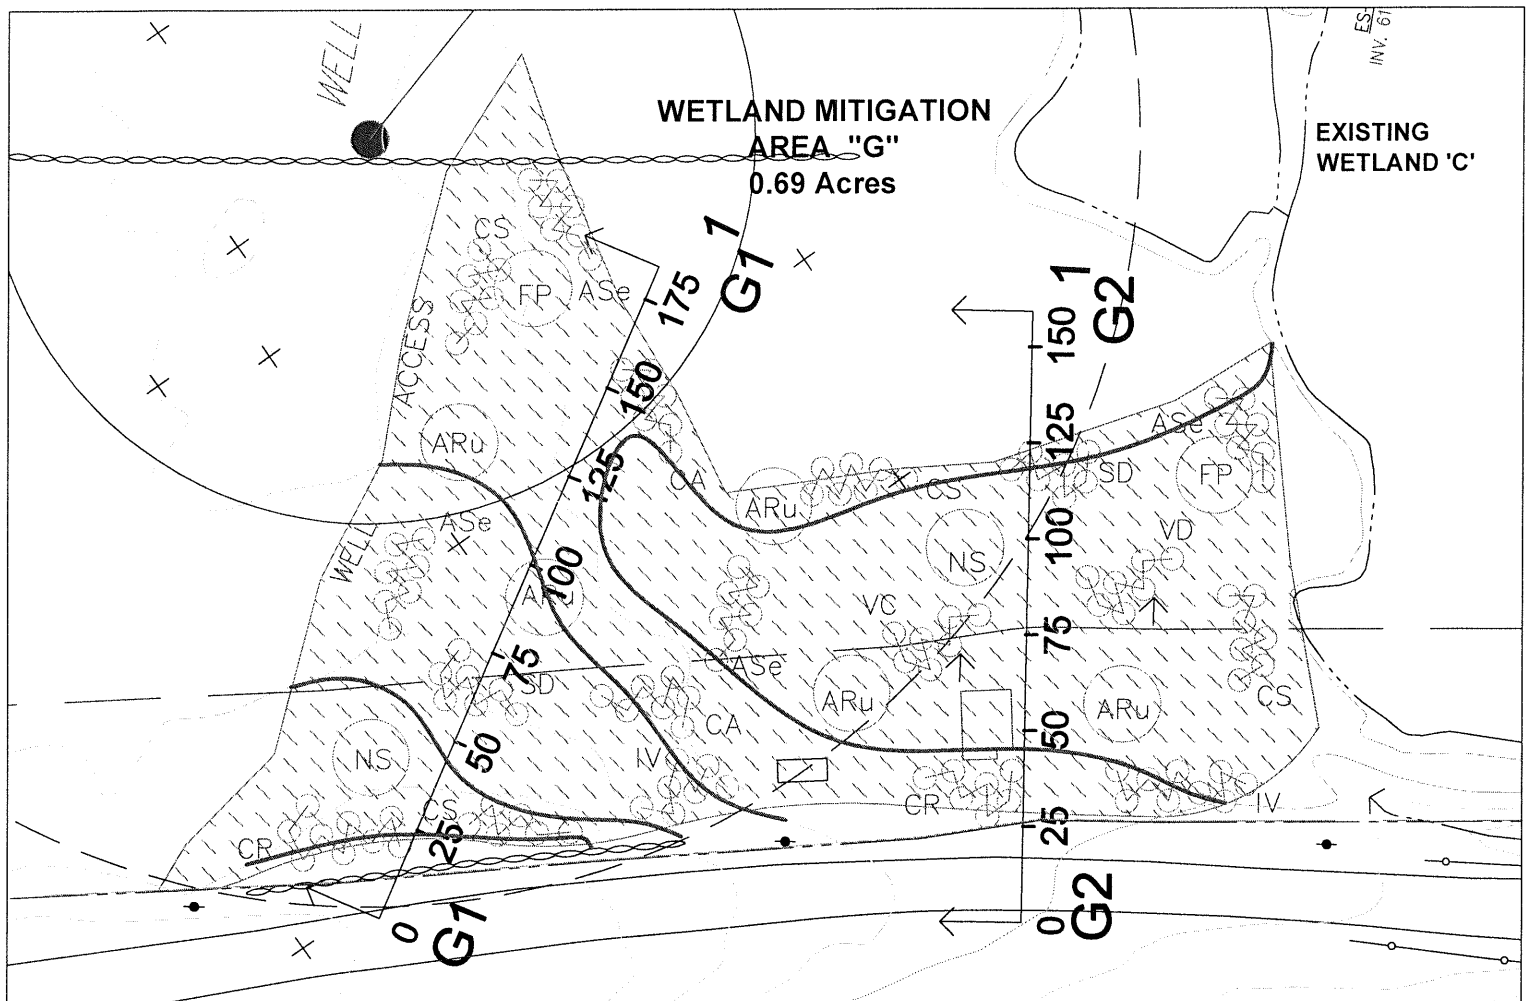 WELL
ES-
INV. 61
WETLAND MITIGATION
AREA "G"
0.69 Acres
EXISTING
WETLAND 'C'
CS
FP
ASe
1
G1
175
1
G2
150
ACCESS
150
ARu
125
CA
ARu
CS
125
SD
ASe
FP
WELL
ASe
100
ARu
NS
100
VD
VC
75
SD
ASe
75
CA
ARu
ARu
CS
NS
50
IV
50
CR
IV
CR
CS
25
25
0
G1
0
G2